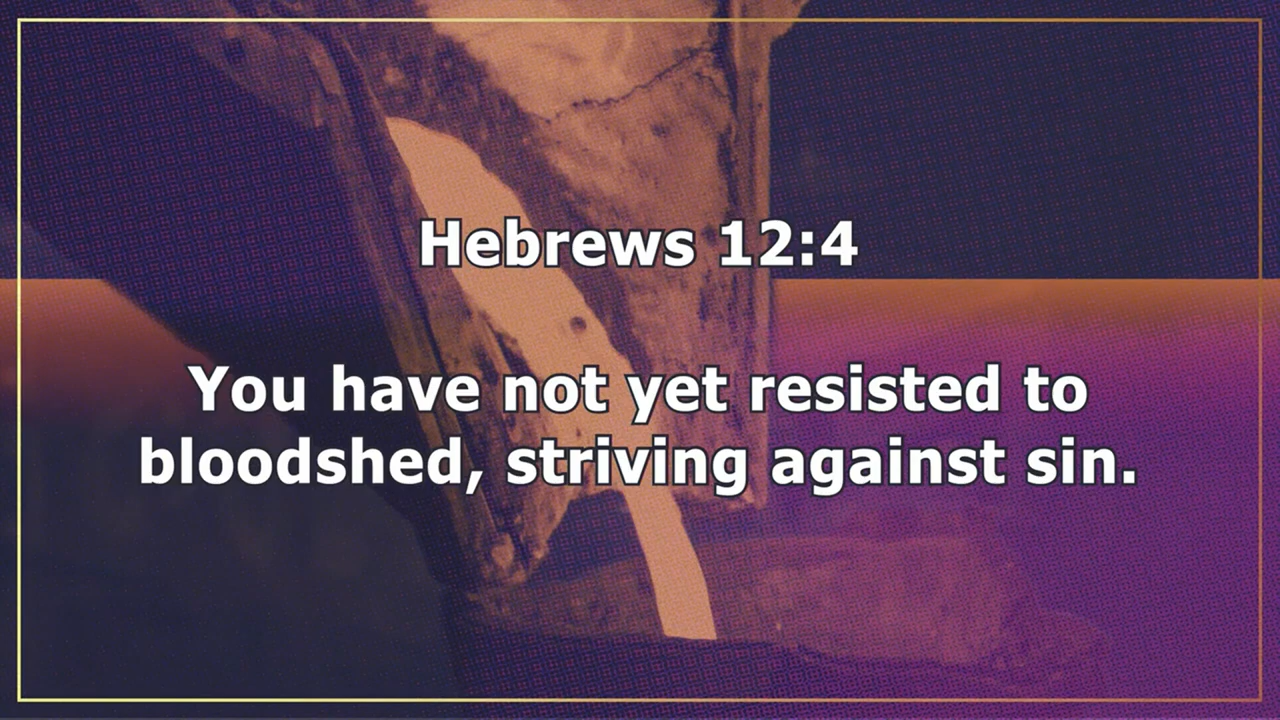 Hebrews 12:4
You have not yet resisted to
bloodshed, striving against sin.